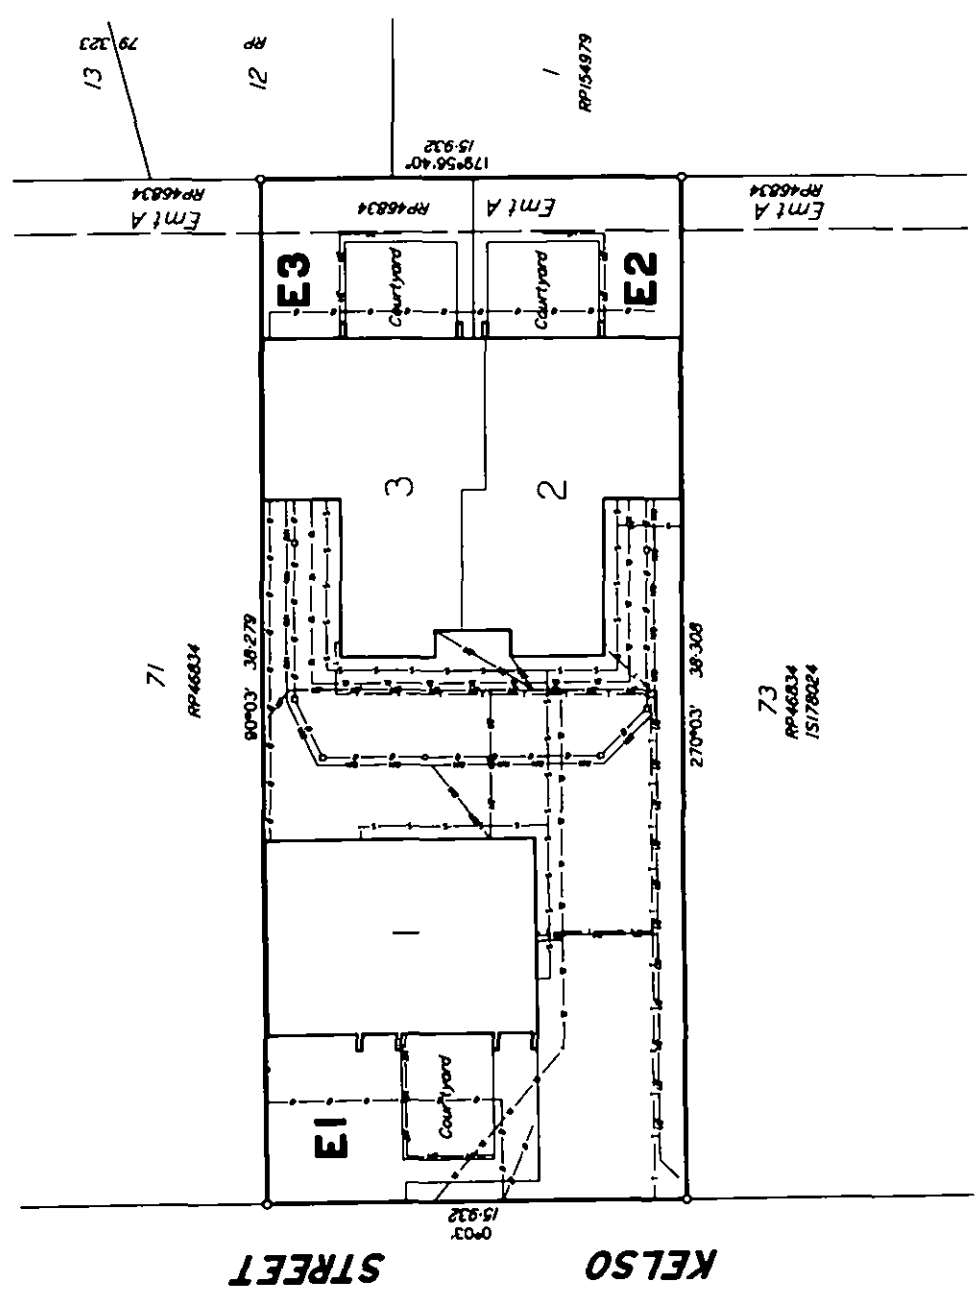 13
79 323
12
RP
1
RP154979
179°56'40"
15·932
RP46834
Emt A
RP46834
Emt A
RP46834
Emt A
E3
Courtyard
Courtyard
E2
3
2
71
RP46834
90°03' 38·279
270°03' 38·308
73
RP46834
IS178024
1
E1
Courtyard
15·932
0°03'
KELSO STREET